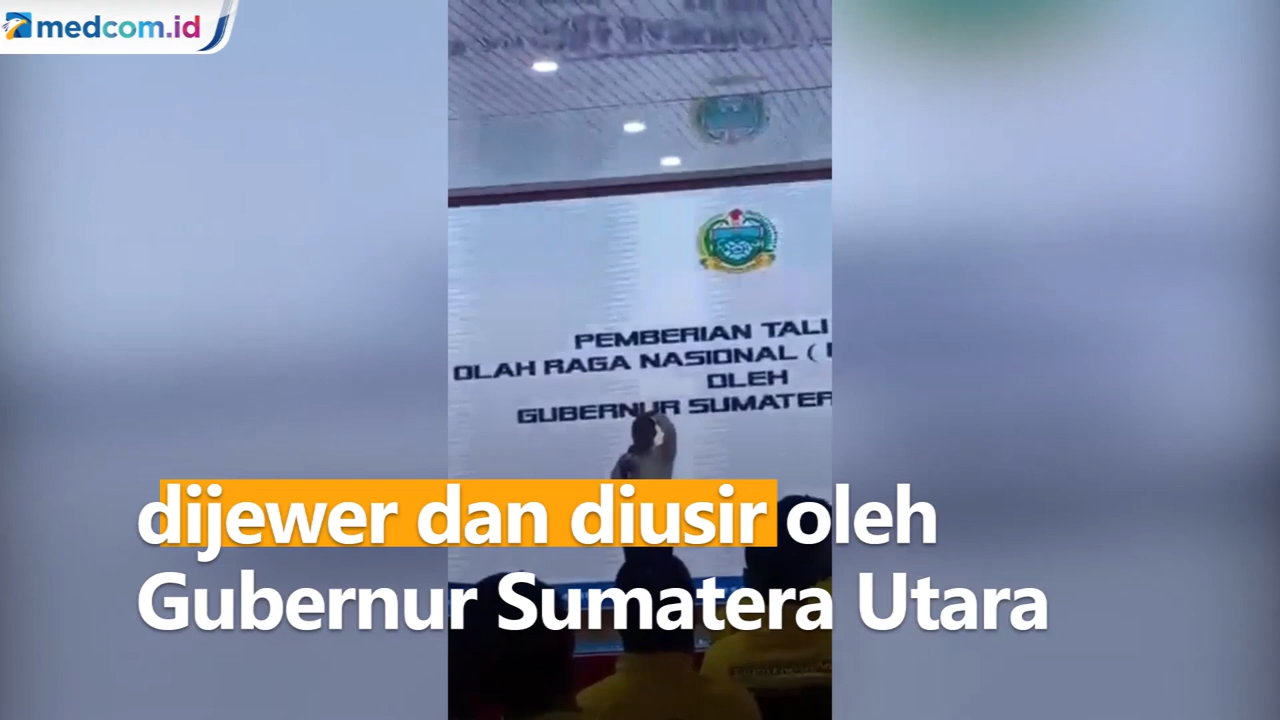 medcom.id
PEMBERIAN TALI
OLAH RAGA NASIONAL (
OLEH
GUBERNUR SUMATER
dijewer dan diusir oleh
Gubernur Sumatera Utara